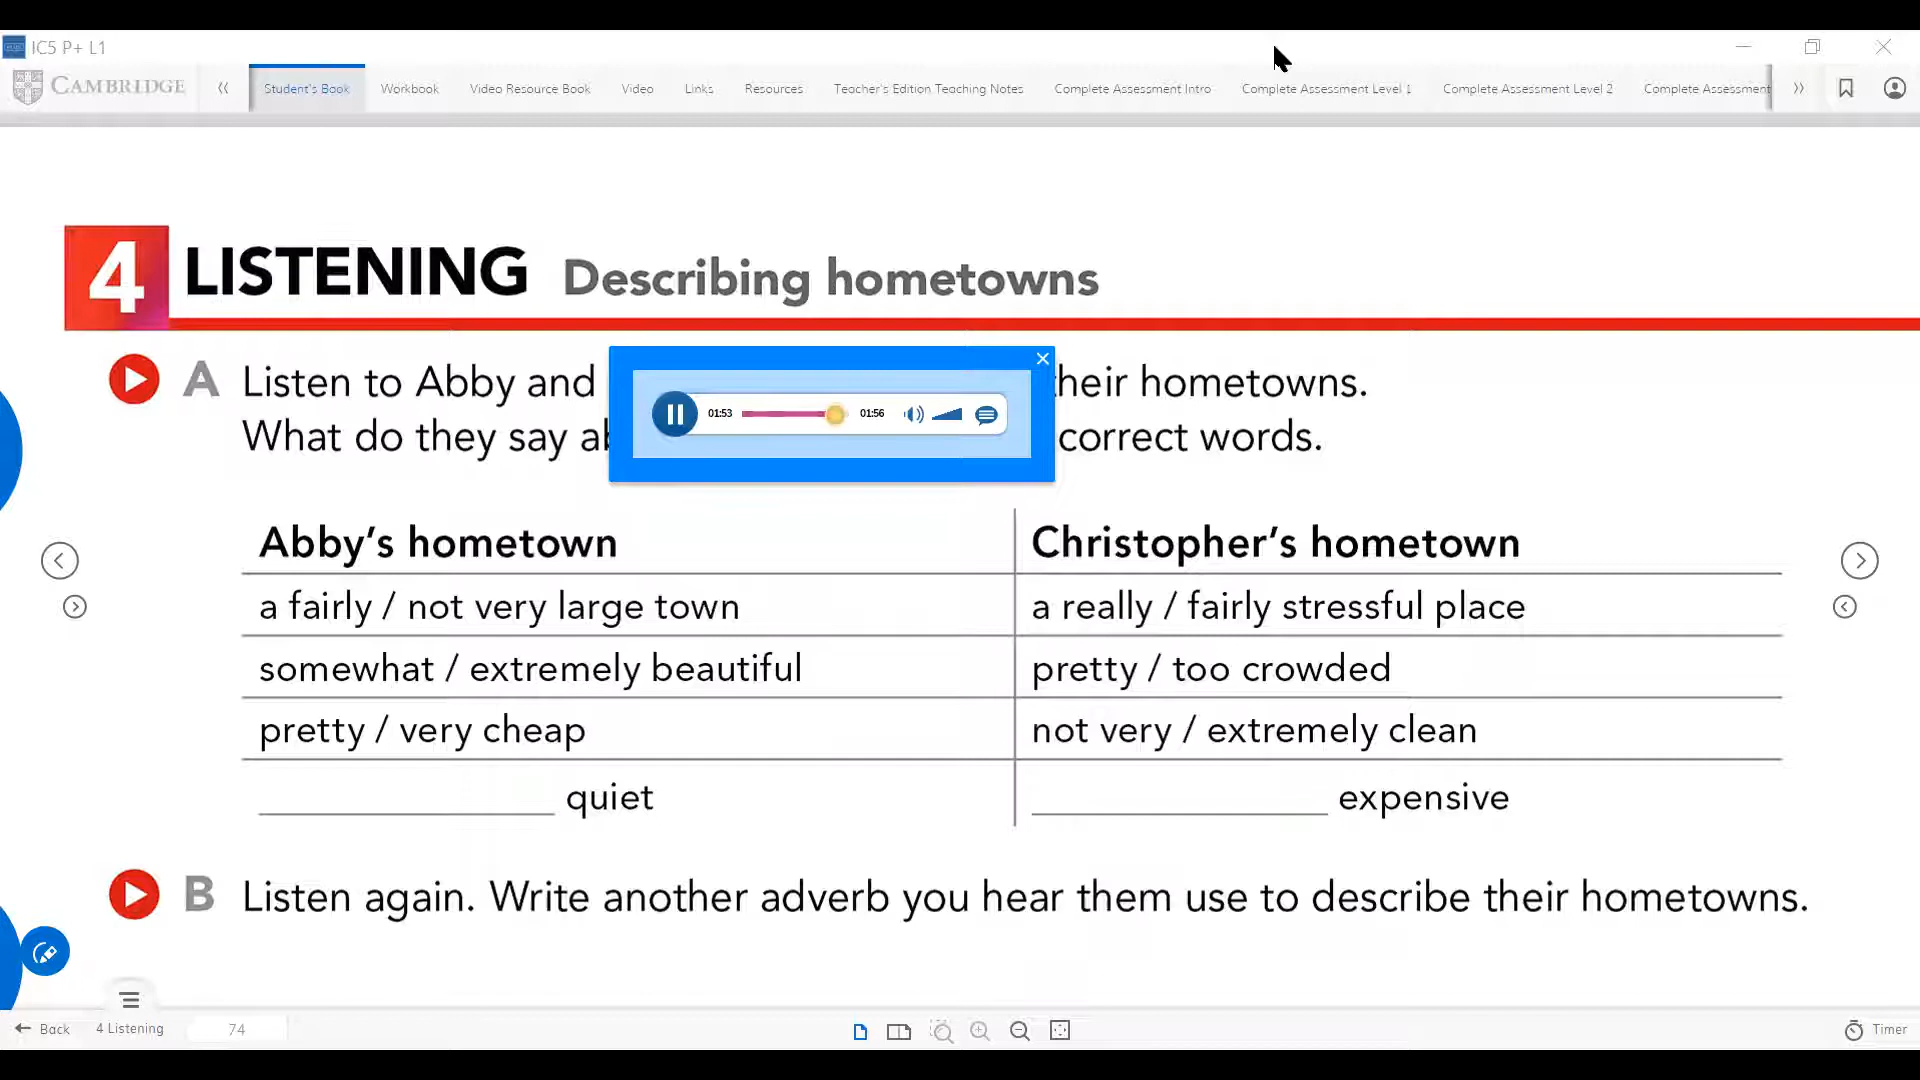 IC5 P+ L1
CAMBRIDGE
Student's Book Workbook Video Resource Book Video Links Resources Teacher's Edition Teaching Notes Complete Assessment Intro Complete Assessment Level 1 Complete Assessment Level 2 Complete Assessment
4 LISTENING Describing hometowns
A Listen to Abby and their hometowns.
What do they say correct words.
01:53 01:56
Abby's hometown Christopher's hometown
a fairly / not very large town a really / fairly stressful place
somewhat / extremely beautiful pretty / too crowded
pretty / very cheap not very / extremely clean
quiet expensive
B Listen again. Write another adverb you hear them use to describe their hometowns.
Back 4 Listening 74 Timer